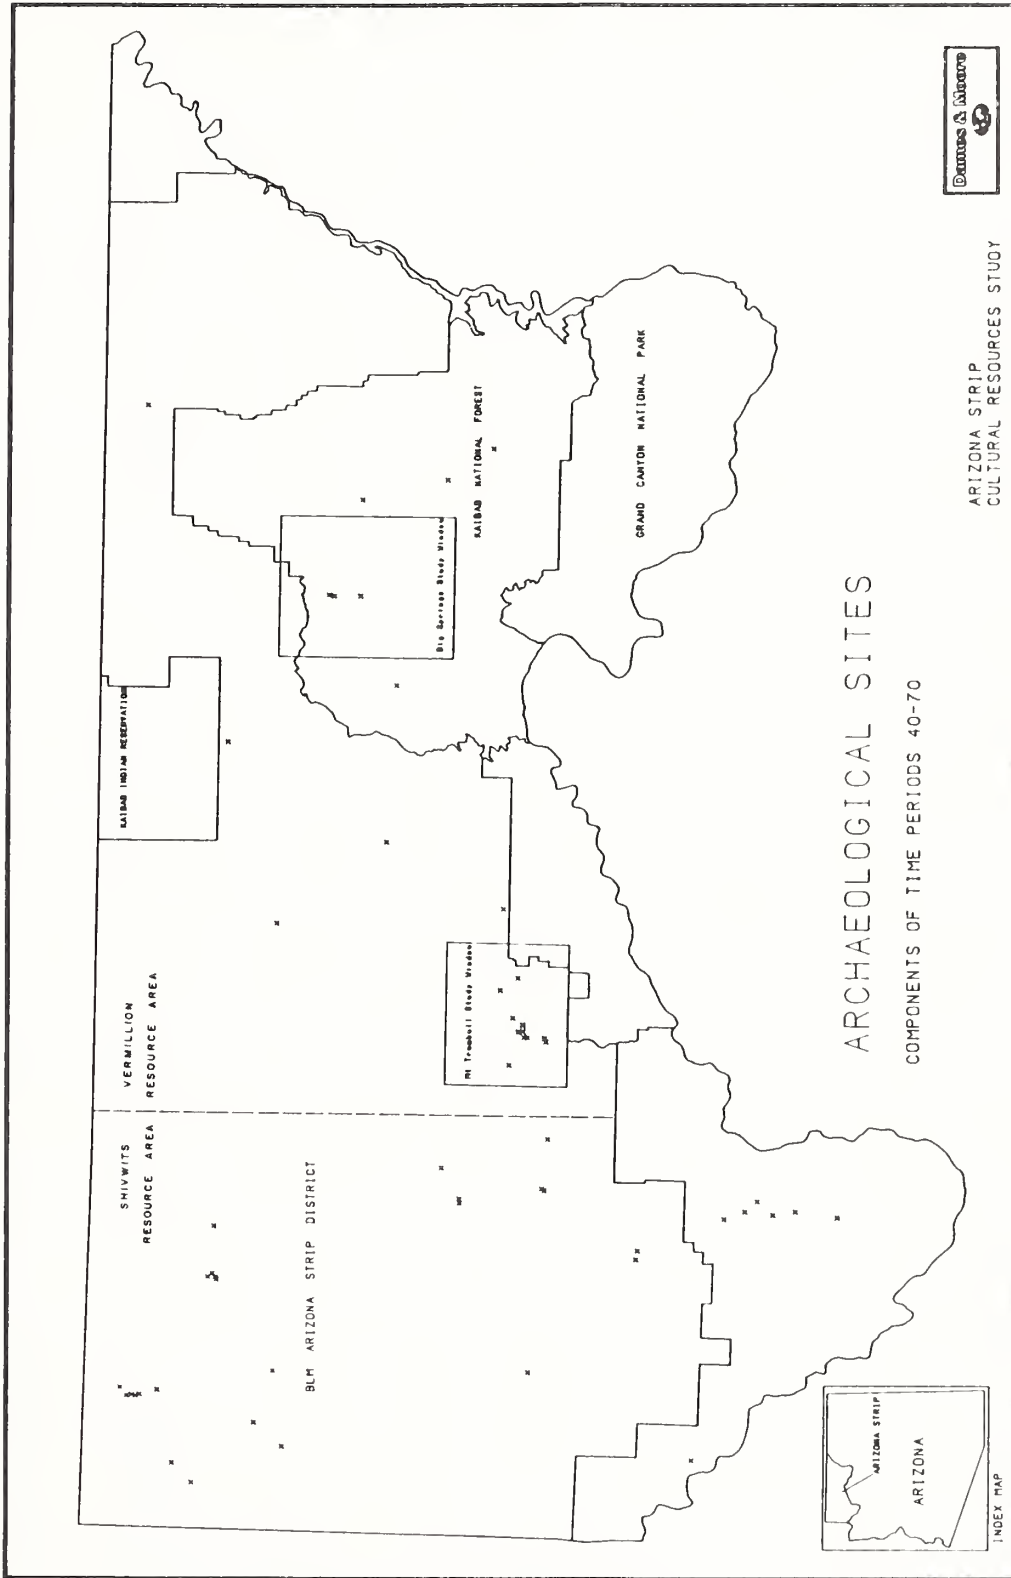 KAIBAB INDIAN RESERVATION
VERMILLION
RESOURCE AREA
SHIVWITS
RESOURCE AREA
BLM ARIZONA STRIP DISTRICT
Mt Trumbull Study Window
Big Springs Study Window
KAIBAB NATIONAL FOREST
GRAND CANYON NATIONAL PARK
ARCHAEOLOGICAL SITES
COMPONENTS OF TIME PERIODS 40-70
ARIZONA STRIP
CULTURAL RESOURCES STUDY
Dames & Moore
ARIZONA STRIP
ARIZONA
INDEX MAP